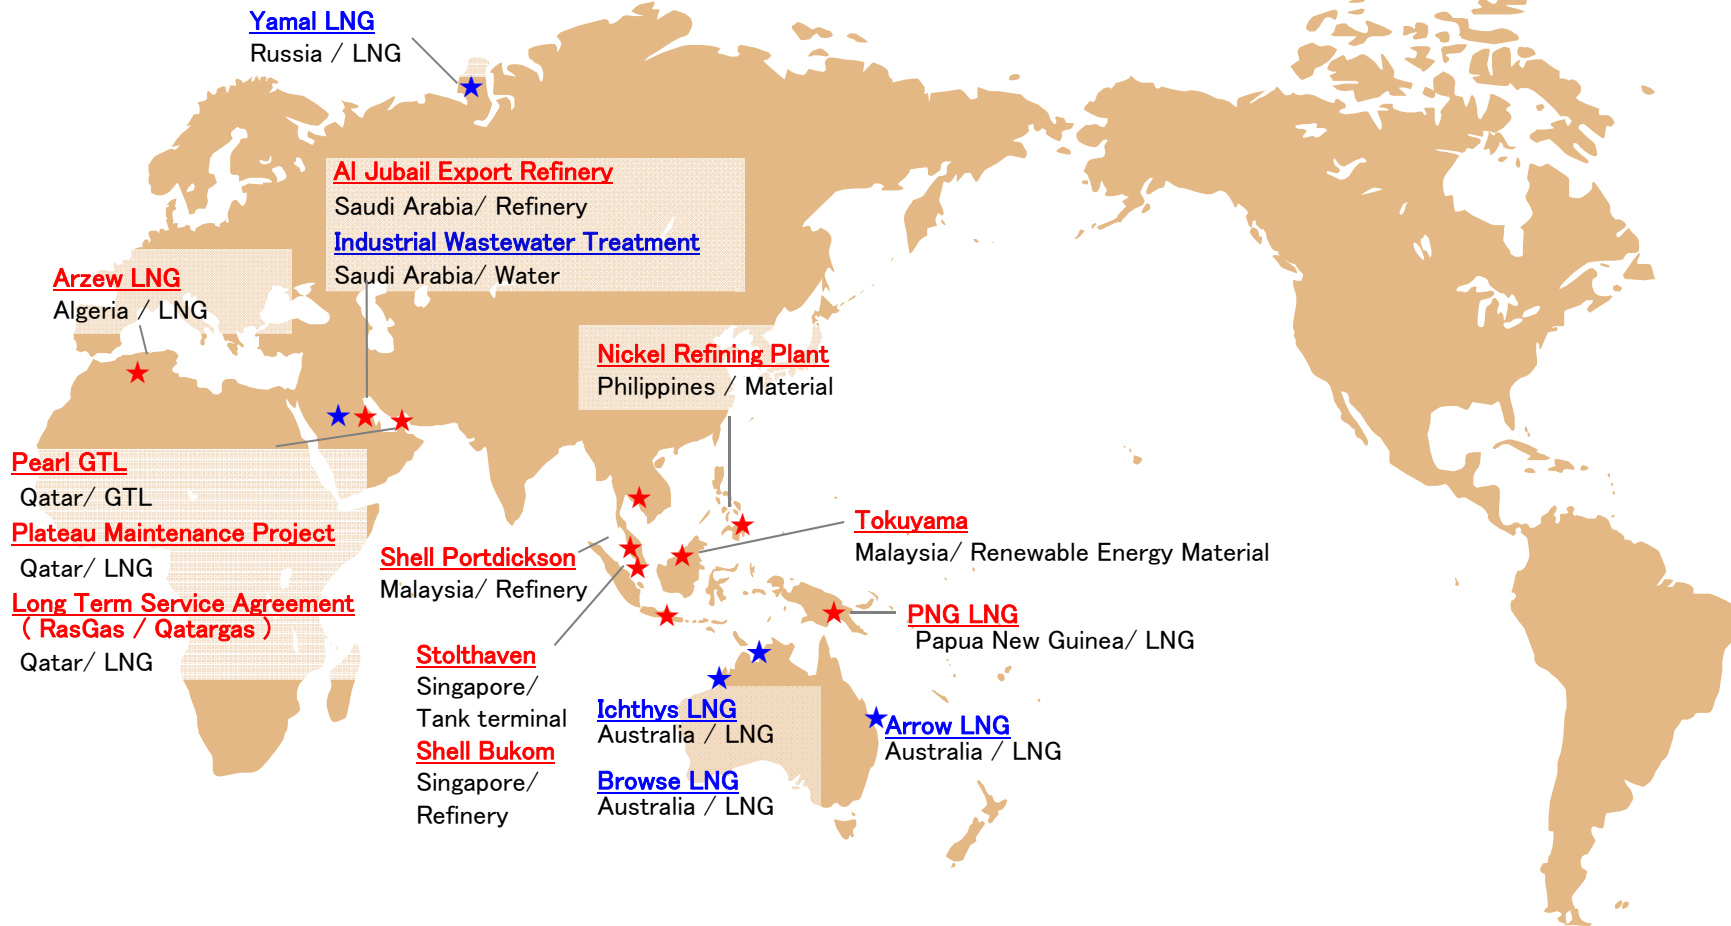 Yamal LNG
Russia / LNG
Al Jubail Export Refinery
Saudi Arabia/ Refinery
Industrial Wastewater Treatment
Saudi Arabia/ Water
Arzew LNG
Algeria / LNG
Nickel Refining Plant
Philippines / Material
Pearl GTL
Qatar/ GTL
Plateau Maintenance Project
Qatar/ LNG
Long Term Service Agreement
( RasGas / Qatargas )
Qatar/ LNG
Shell Portdickson
Malaysia/ Refinery
Tokuyama
Malaysia/ Renewable Energy Material
PNG LNG
Papua New Guinea/ LNG
Stolthaven
Singapore/
Tank terminal
Shell Bukom
Singapore/
Refinery
Ichthys LNG
Australia / LNG
Browse LNG
Australia / LNG
Arrow LNG
Australia / LNG